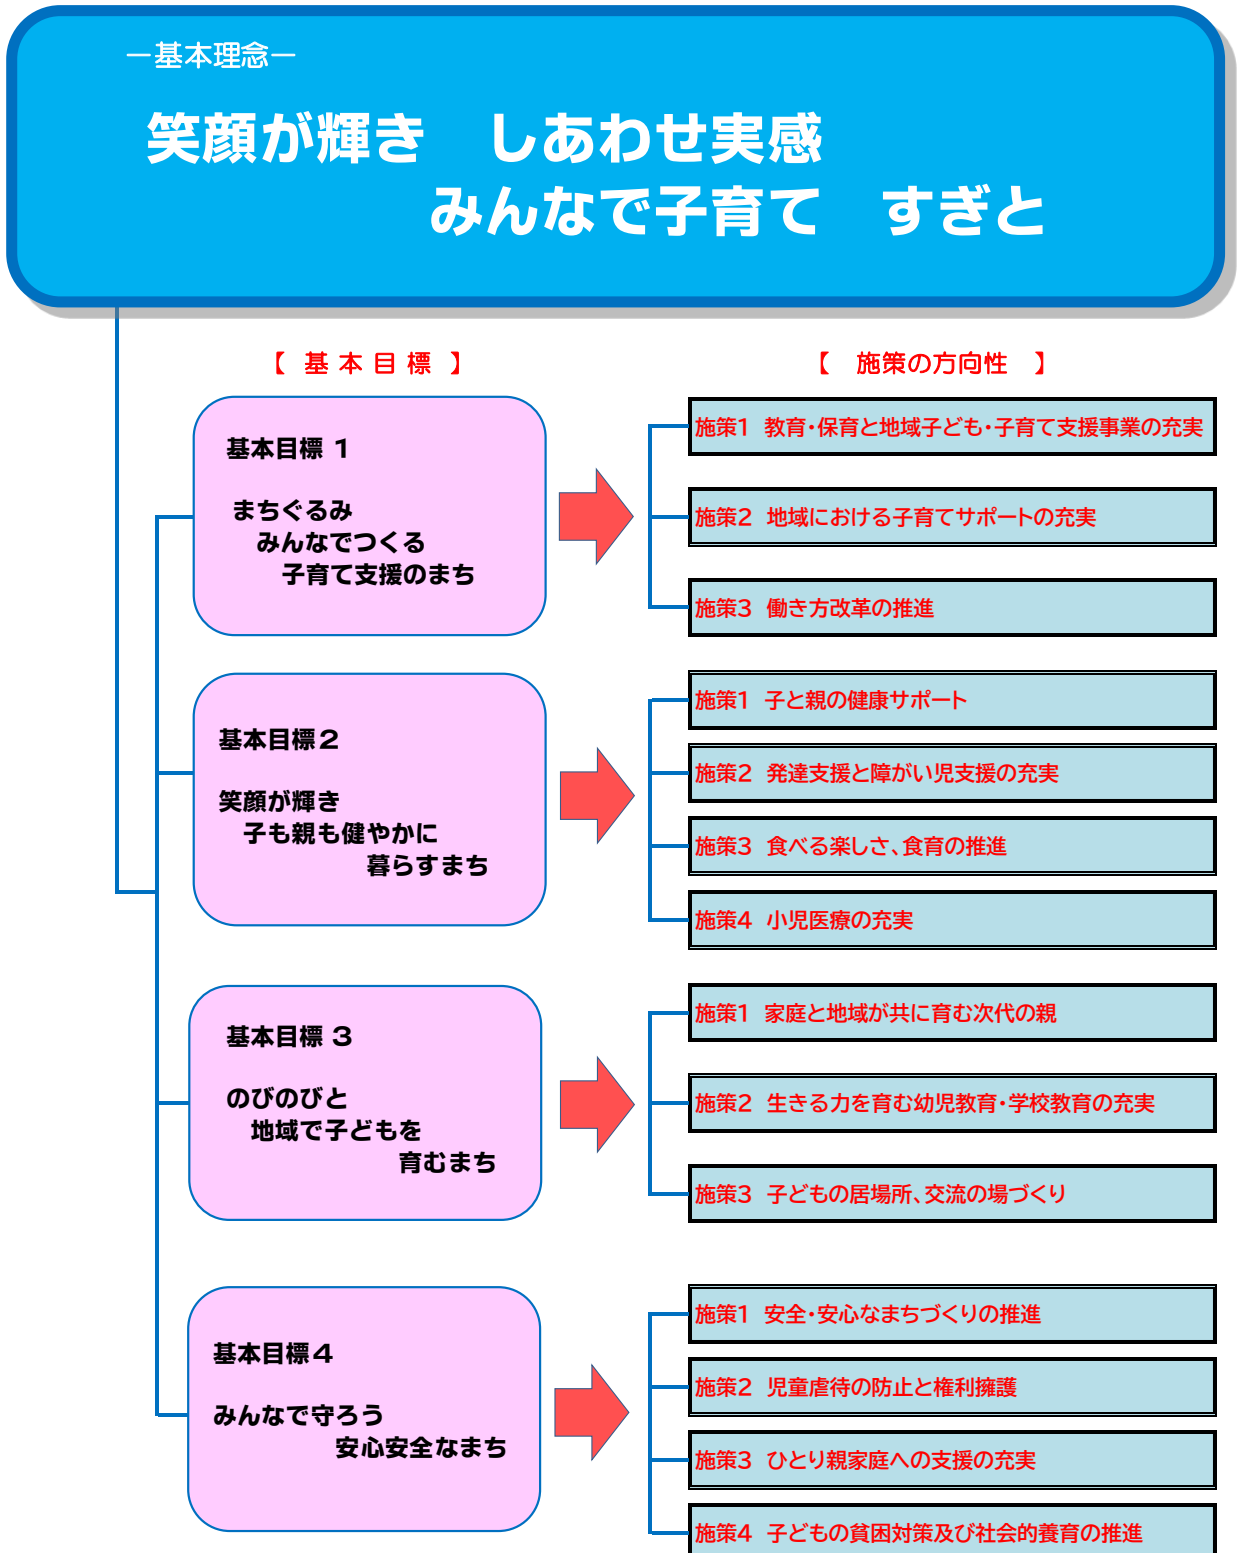 ―基本理念―
笑顔が輝き　しあわせ実感
みんなで子育て　すぎと
【 基 本 目 標 】
【　施策の方向性　】
基本目標 1
まちぐるみ
みんなでつくる
子育て支援のまち
施策1　教育・保育と地域子ども・子育て支援事業の充実
施策2　地域における子育てサポートの充実
施策3　働き方改革の推進
基本目標２
笑顔が輝き
子も親も健やかに
暮らすまち
施策1　子と親の健康サポート
施策2　発達支援と障がい児支援の充実
施策3　食べる楽しさ、食育の推進
施策4　小児医療の充実
基本目標 3
のびのびと
地域で子どもを
育むまち
施策1　家庭と地域が共に育む次代の親
施策2　生きる力を育む幼児教育・学校教育の充実
施策3　子どもの居場所、交流の場づくり
基本目標４
みんなで守ろう
安心安全なまち
施策1　安全・安心なまちづくりの推進
施策2　児童虐待の防止と権利擁護
施策3　ひとり親家庭への支援の充実
施策4　子どもの貧困対策及び社会的養育の推進